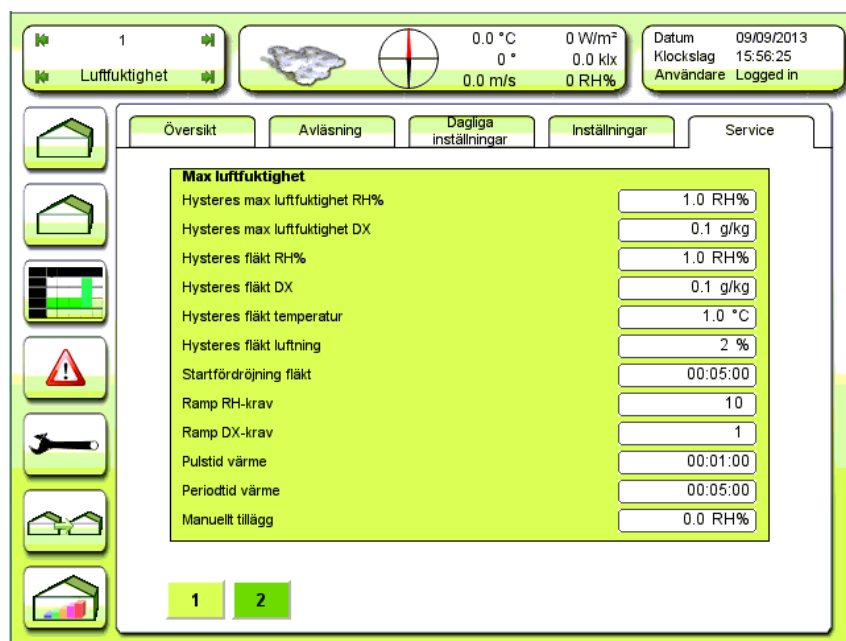 1
Luftfuktighet
0.0 °C 0 W/m²
0 ° 0.0 klx
0.0 m/s 0 RH%
Datum 09/09/2013
Klockslag 15:56:25
Användare Logged in
Översikt
Avläsning
Dagliga
inställningar
Inställningar
Service
Max luftfuktighet
Hysteres max luftfuktighet RH% 1.0 RH%
Hysteres max luftfuktighet DX 0.1 g/kg
Hysteres fläkt RH% 1.0 RH%
Hysteres fläkt DX 0.1 g/kg
Hysteres fläkt temperatur 1.0 °C
Hysteres fläkt luftning 2 %
Startfördröjning fläkt 00:05:00
Ramp RH-krav 10
Ramp DX-krav 1
Pulstid värme 00:01:00
Periodtid värme 00:05:00
Manuellt tillägg 0.0 RH%
1 2